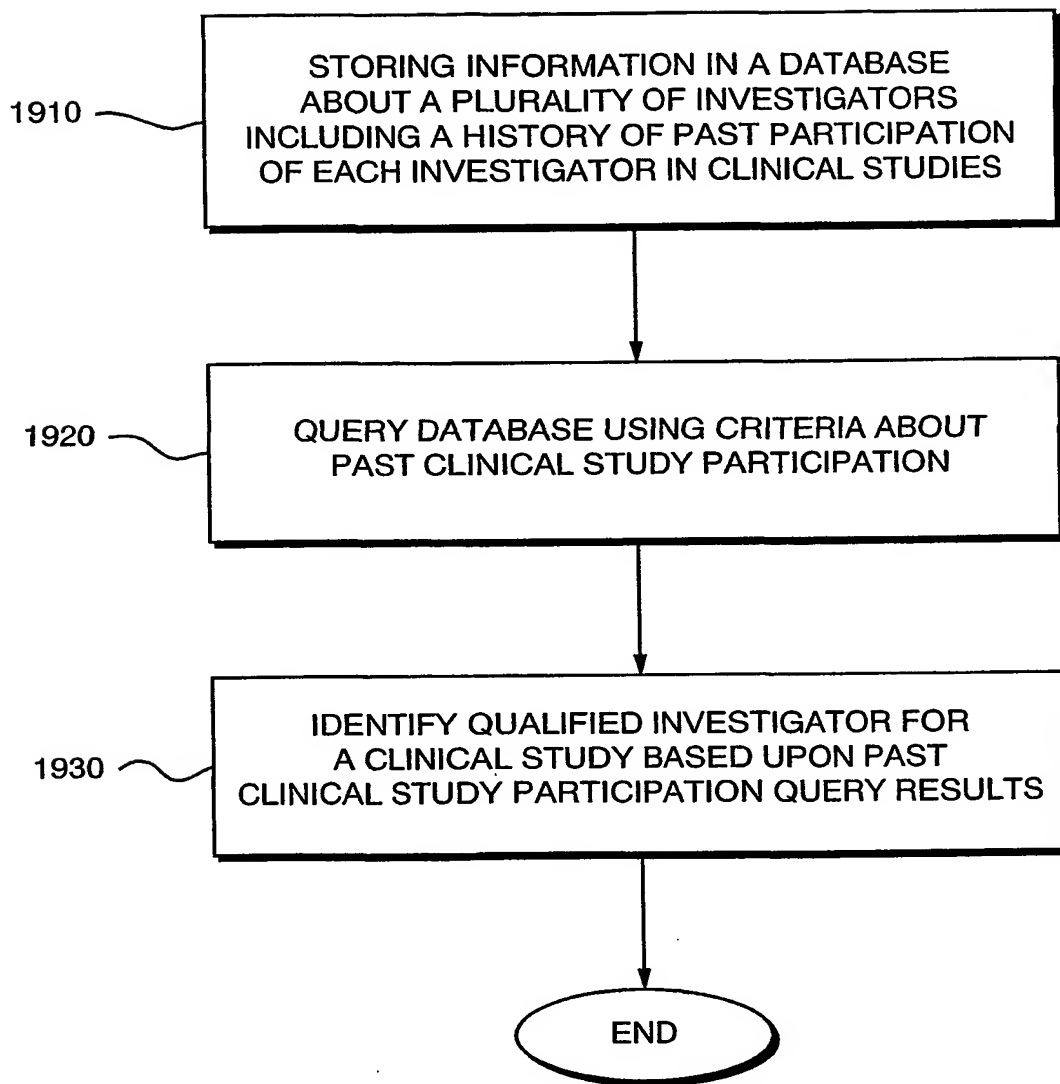 1910
STORING INFORMATION IN A DATABASE
ABOUT A PLURALITY OF INVESTIGATORS
INCLUDING A HISTORY OF PAST PARTICIPATION
OF EACH INVESTIGATOR IN CLINICAL STUDIES
1920
QUERY DATABASE USING CRITERIA ABOUT
PAST CLINICAL STUDY PARTICIPATION
1930
IDENTIFY QUALIFIED INVESTIGATOR FOR
A CLINICAL STUDY BASED UPON PAST
CLINICAL STUDY PARTICIPATION QUERY RESULTS
END